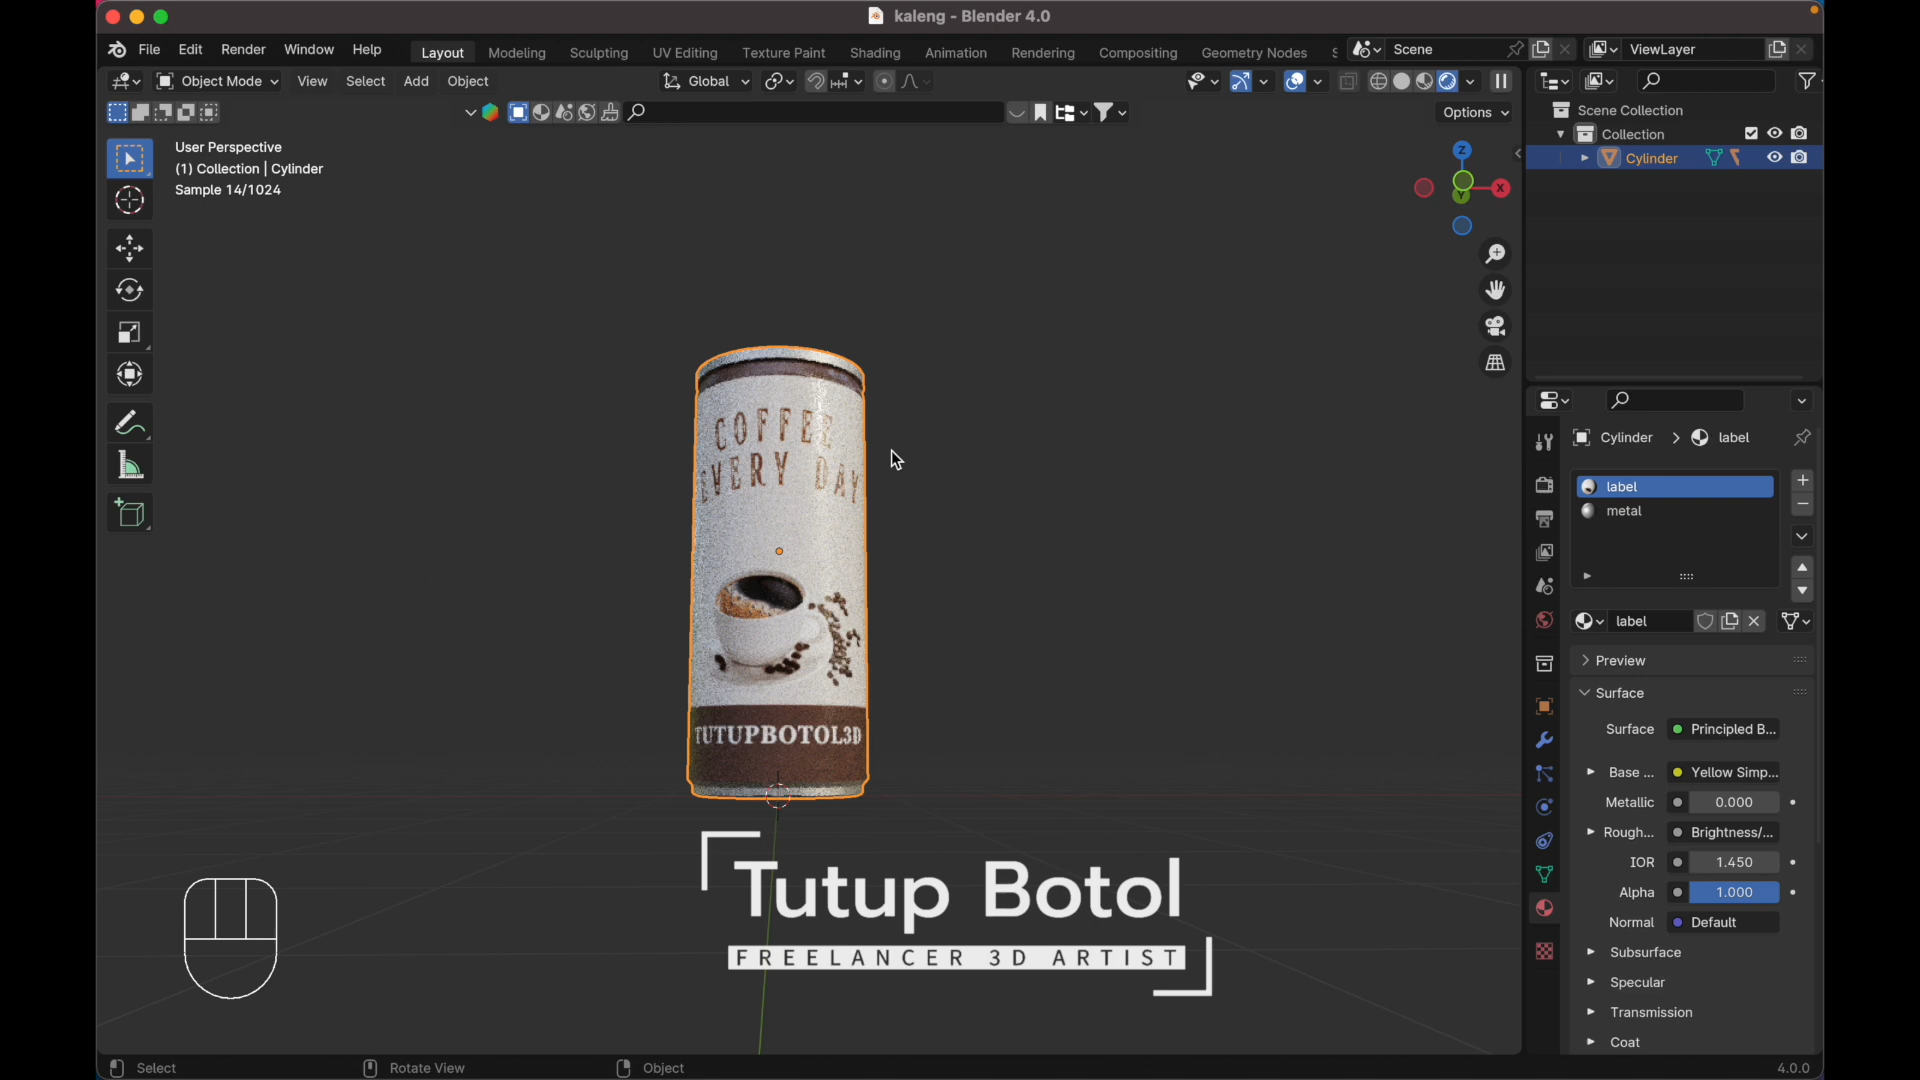 kaleng - Blender 4.0
File Edit Render Window Help Layout Modeling Sculpting UV Editing Texture Paint Shading Animation Rendering Compositing Geometry Nodes S Scene ViewLayer
Object Mode View Select Add Object Global
Options
User Perspective
(1) Collection | Cylinder
Sample 14/1024
Z
X
Y
Scene Collection
Collection
Cylinder
COFFEE
EVERY DAY
TUTUPBOTOL3D
Tutup Botol
FREELANCER 3D ARTIST
Cylinder > label
label
metal
label
Preview
Surface
Surface Principled B...
Base ... Yellow Simp...
Metallic 0.000
Rough... Brightness/...
IOR 1.450
Alpha 1.000
Normal Default
Subsurface
Specular
Transmission
Coat
Select Rotate View Object 4.0.0